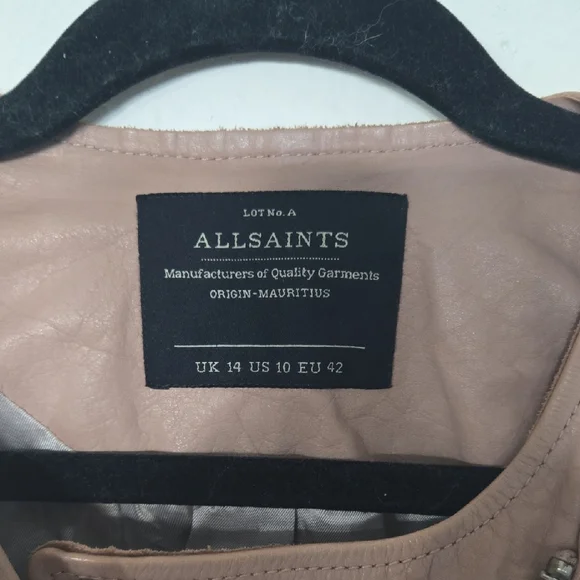 LOT No. A
ALLSAINTS
Manufacturers of Quality Garments
ORIGIN-MAURITIUS
UK 14 US 10 EU 42